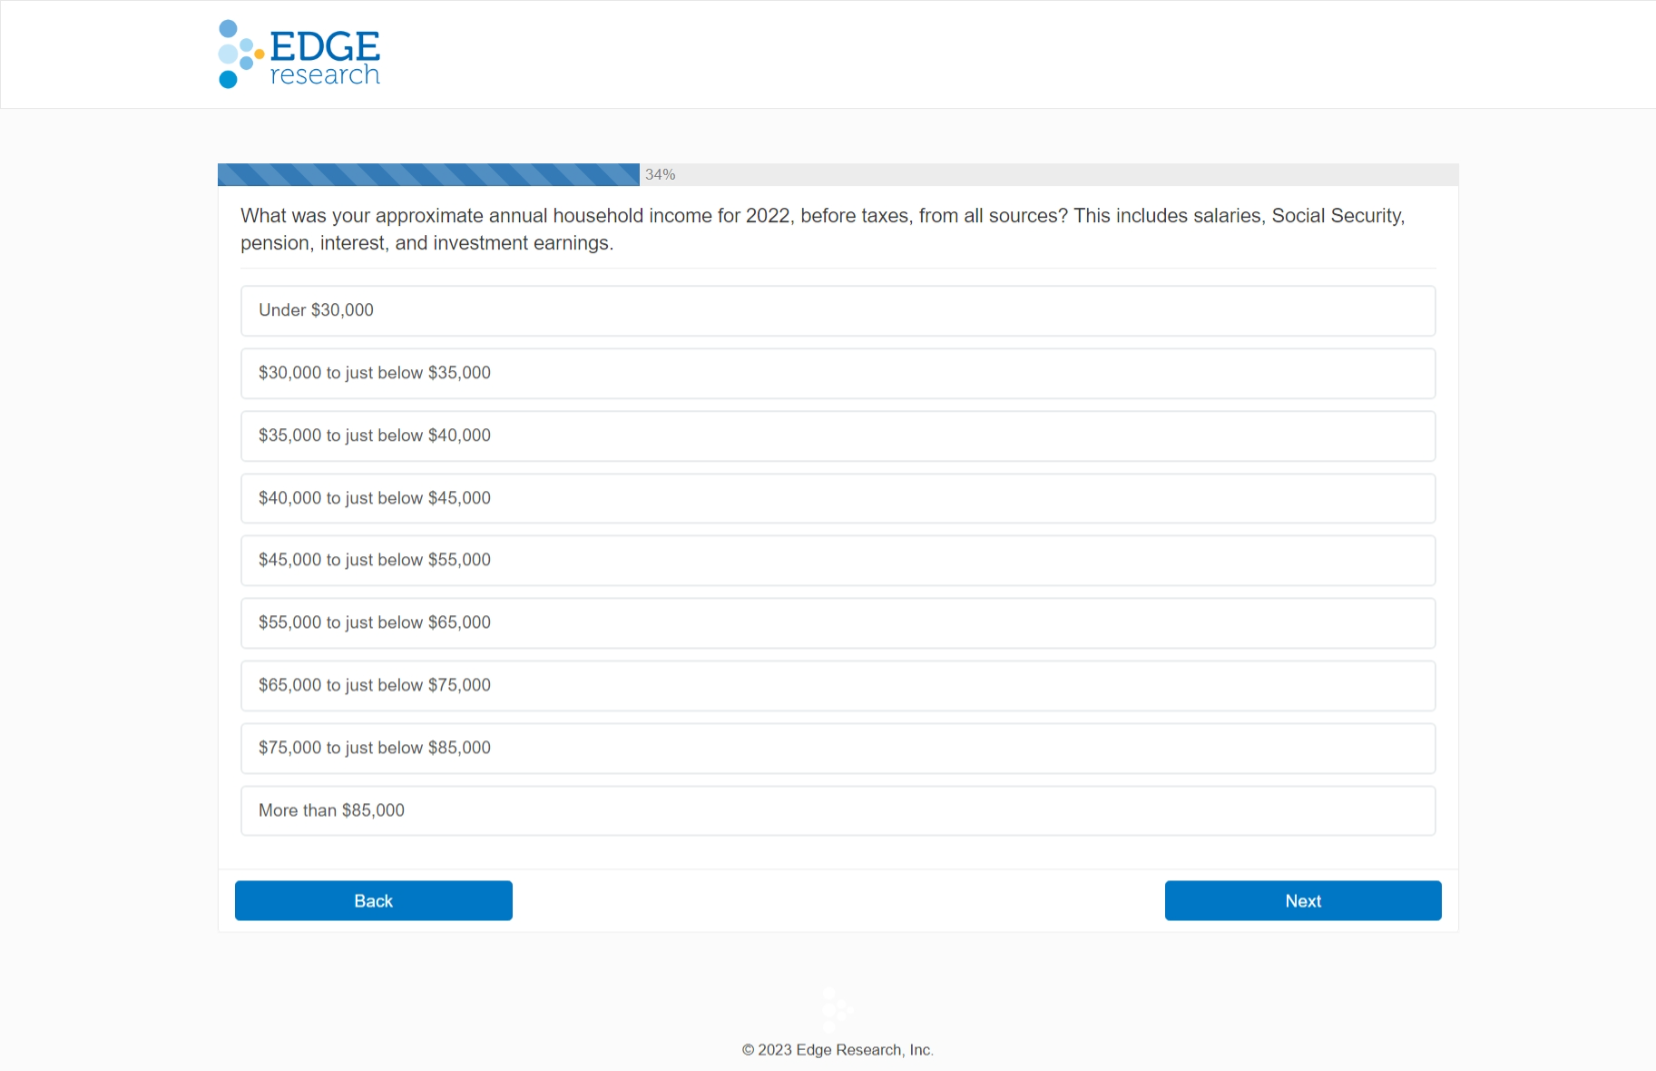 EDGE
research
34%
What was your approximate annual household income for 2022, before taxes, from all sources? This includes salaries, Social Security,
pension, interest, and investment earnings.
Under $30,000
$30,000 to just below $35,000
$35,000 to just below $40,000
$40,000 to just below $45,000
$45,000 to just below $55,000
$55,000 to just below $65,000
$65,000 to just below $75,000
$75,000 to just below $85,000
More than $85,000
Back
Next
© 2023 Edge Research, Inc.